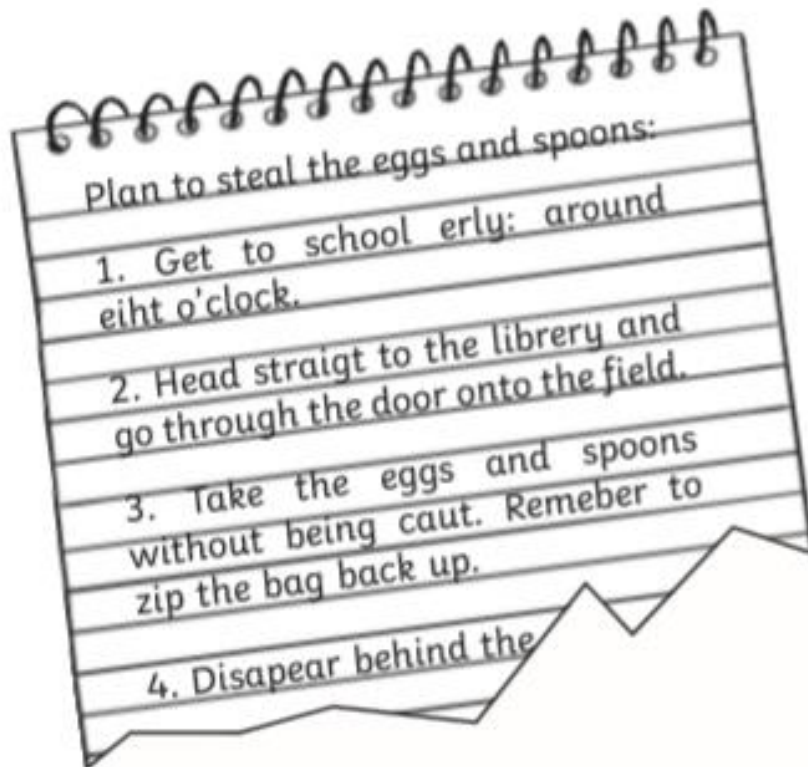 Plan to steal the eggs and spoons:
1. Get to school erly: around
eiht o'clock.
2. Head straigt to the librery and
go through the door onto the field.
3. Take the eggs and spoons
without being caut. Remeber to
zip the bag back up.
4. Disapear behind the